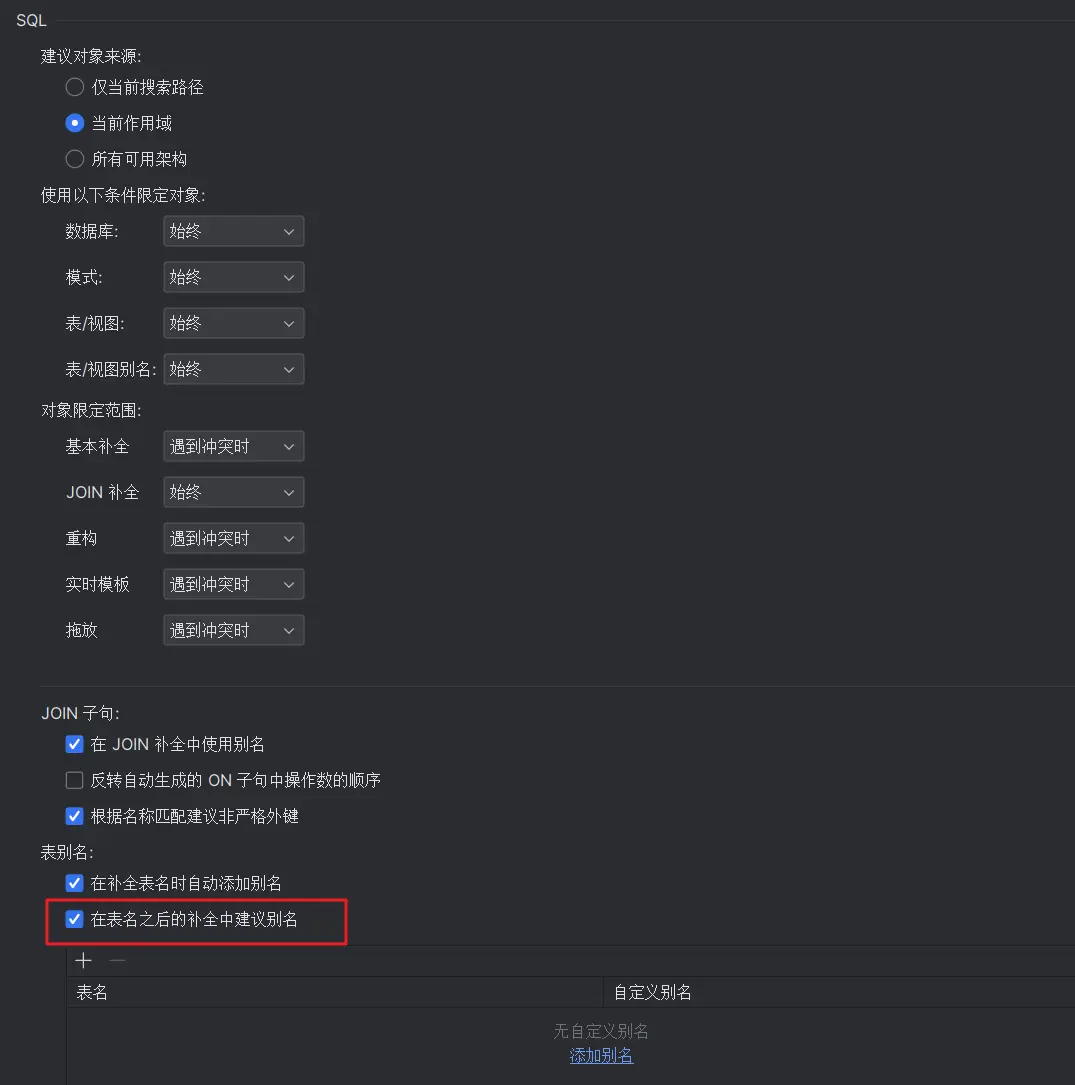 SQL
建议对象来源:
仅当前搜索路径
当前作用域
所有可用架构
使用以下条件限定对象:
数据库: 始终
模式: 始终
表/视图: 始终
表/视图别名: 始终
对象限定范围:
基本补全 遇到冲突时
JOIN 补全 始终
重构 遇到冲突时
实时模板 遇到冲突时
拖放 遇到冲突时
JOIN 子句:
在 JOIN 补全中使用别名
反转自动生成的 ON 子句中操作数的顺序
根据名称匹配建议非严格外键
表别名:
在补全表名时自动添加别名
在表名之后的补全中建议别名
表名 自定义别名
无自定义别名
添加别名